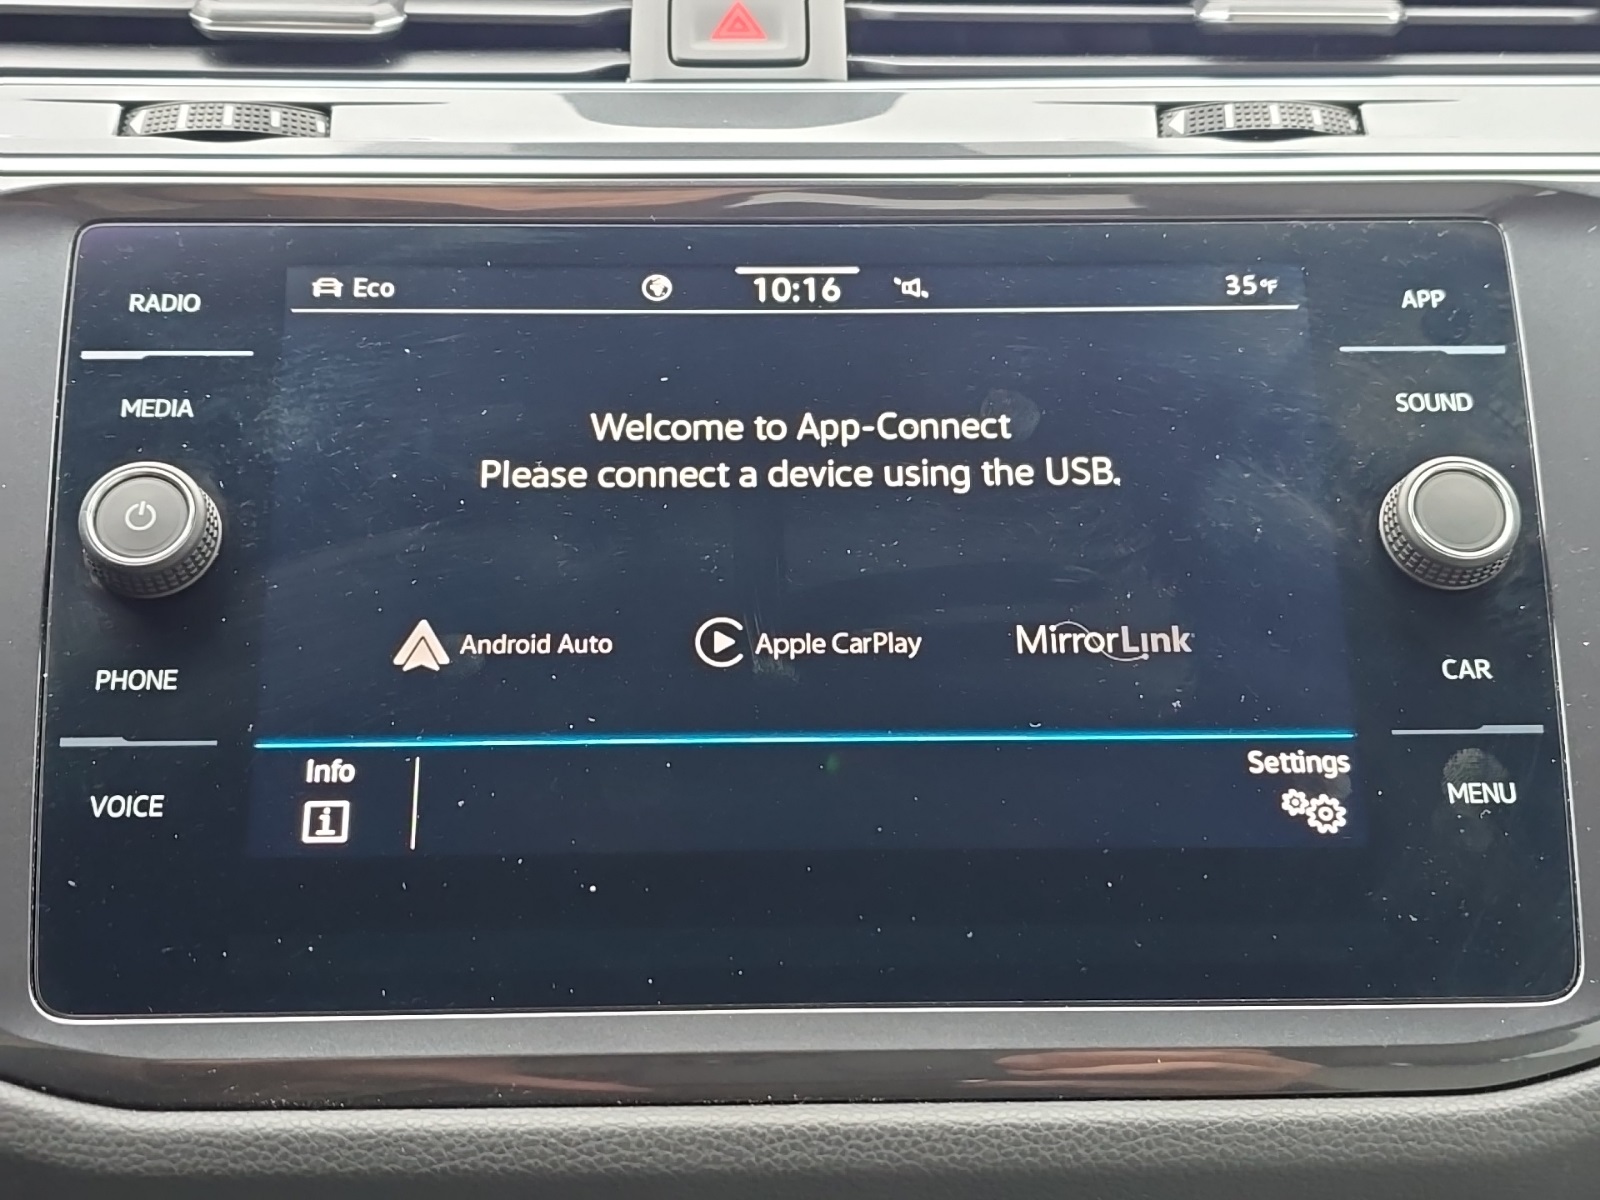 RADIO
MEDIA
PHONE
VOICE
Eco
10:16
35°F
Welcome to App-Connect
Please connect a device using the USB.
Android Auto
Apple CarPlay
MirrorLink
Info
i
Settings
APP
SOUND
CAR
MENU